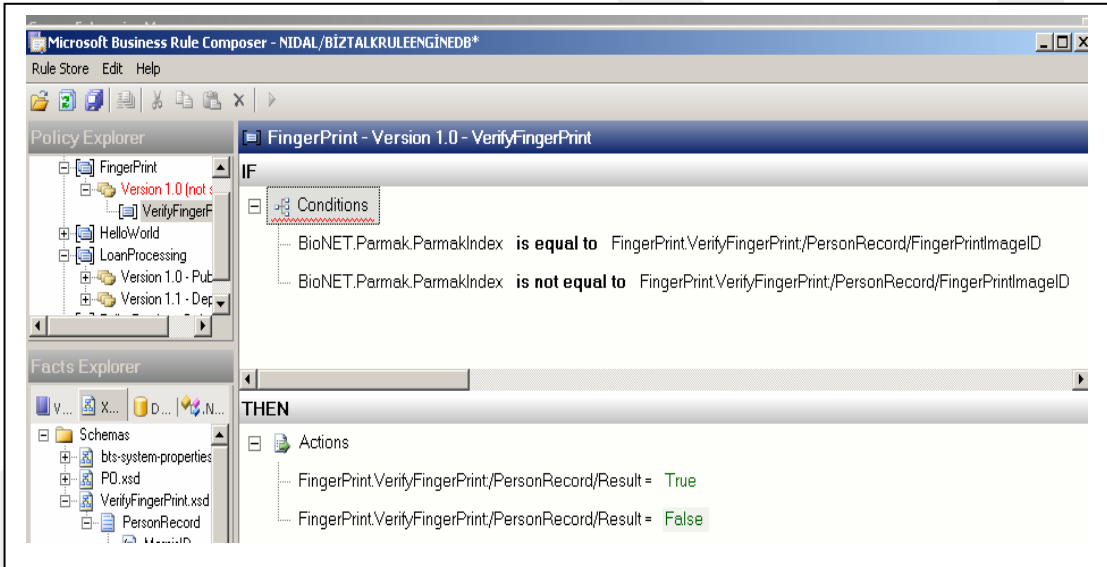 Microsoft Business Rule Composer - NIDAL/BİZTALKRULEENGİNEDB*
Rule Store Edit Help
Policy Explorer
FingerPrint
Version 1.0 (not s
VerifyFingerF
HelloWorld
LoanProcessing
Version 1.0 - Pub
Version 1.1 - Dep
Facts Explorer
V... X... D... .N...
Schemas
bts-system-properties
PO.xsd
VerifyFingerPrint.xsd
PersonRecord
FingerPrint - Version 1.0 - VerifyFingerPrint
IF
Conditions
BioNET.Parmak.ParmakIndex is equal to FingerPrint.VerifyFingerPrint:/PersonRecord/FingerPrintImageID
BioNET.Parmak.ParmakIndex is not equal to FingerPrint.VerifyFingerPrint:/PersonRecord/FingerPrintImageID
THEN
Actions
FingerPrint.VerifyFingerPrint:/PersonRecord/Result = True
FingerPrint.VerifyFingerPrint:/PersonRecord/Result = False